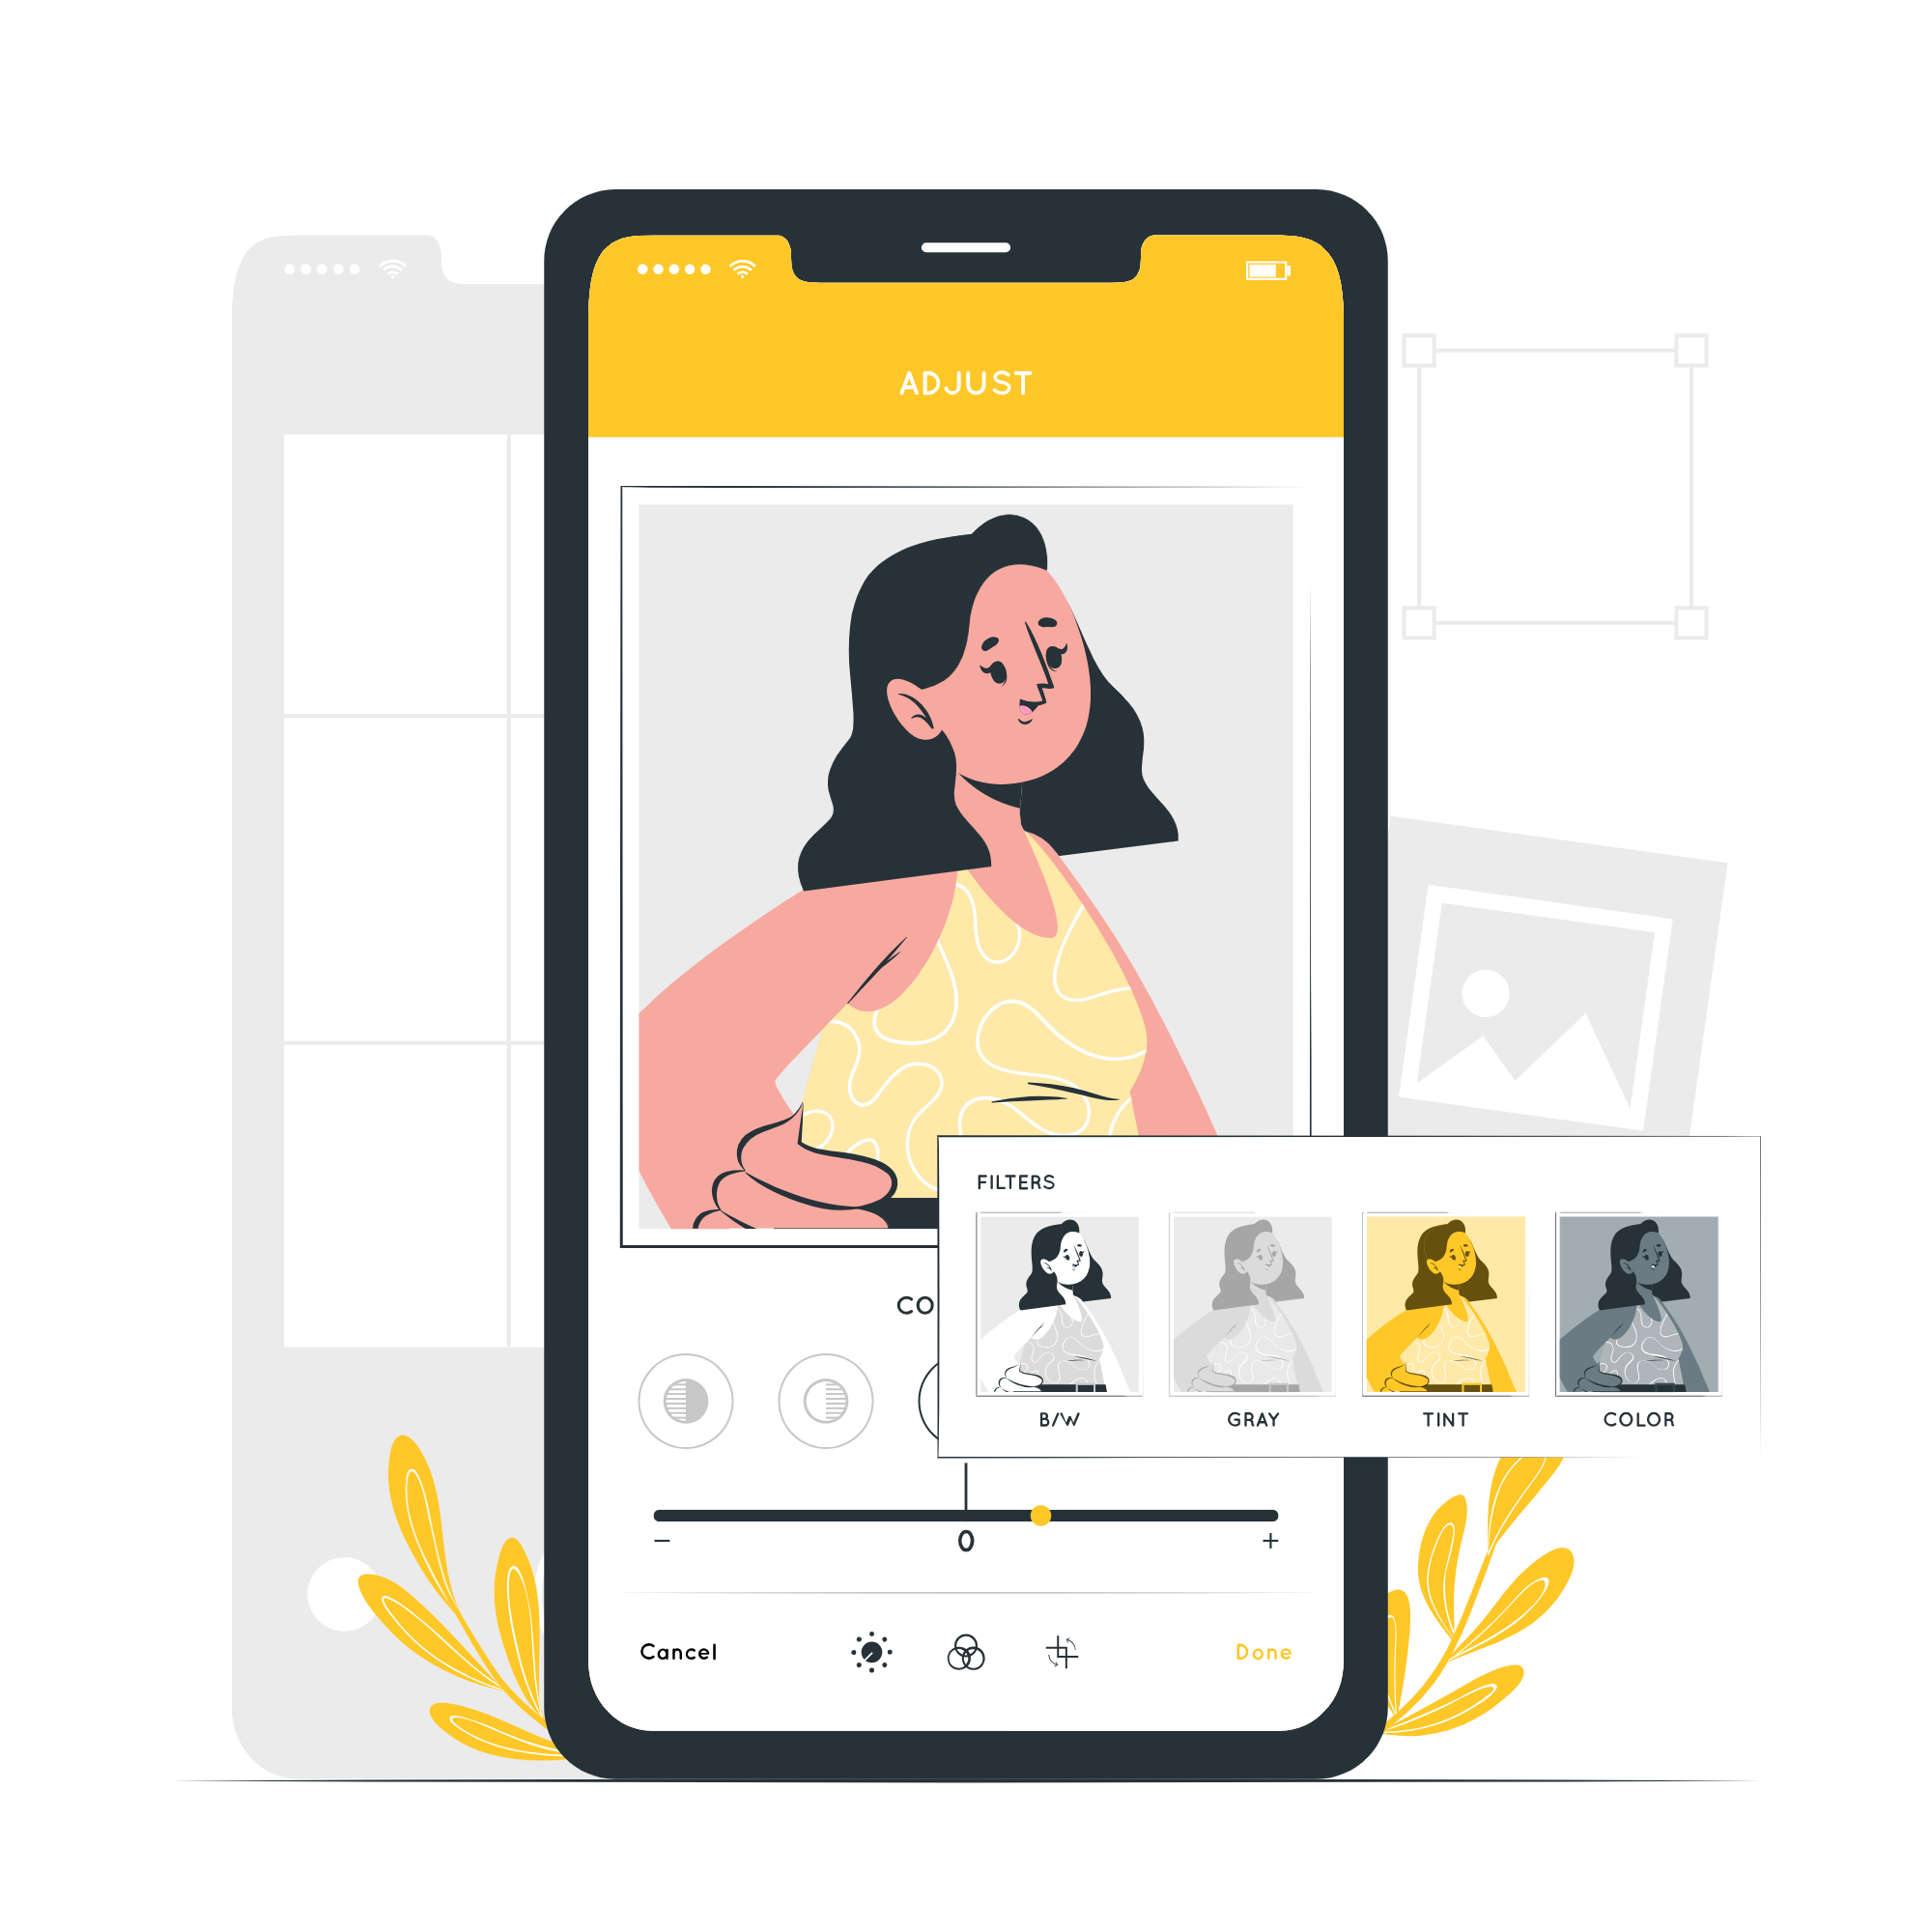 ADJUST
FILTERS
B/W GRAY TINT COLOR
CO
− 0 +
Cancel Done